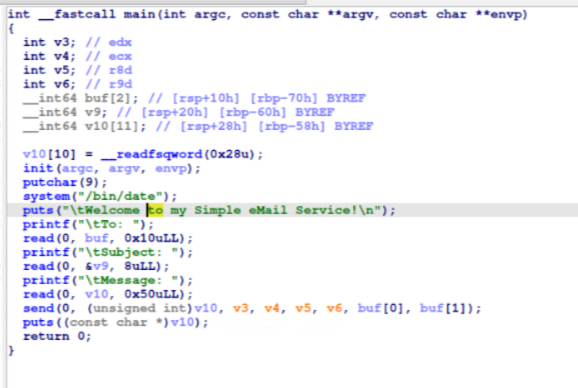 int __fastcall main(int argc, const char **argv, const char **envp)
{
int v3; // edx
int v4; // ecx
int v5; // r8d
int v6; // r9d
__int64 buf[2]; // [rsp+10h] [rbp-70h] BYREF
__int64 v9; // [rsp+20h] [rbp-60h] BYREF
__int64 v10[11]; // [rsp+28h] [rbp-58h] BYREF
v10[10] = __readfsqword(0x28u);
init(argc, argv, envp);
putchar(9);
system("/bin/date");
puts("\tWelcome to my Simple eMail Service!\n");
printf("\tTo: ");
read(0, buf, 0x10uLL);
printf("\tSubject: ");
read(0, &v9, 8uLL);
printf("\tMessage: ");
read(0, v10, 0x50uLL);
send(0, (unsigned int)v10, v3, v4, v5, v6, buf[0], buf[1]);
puts((const char *)v10);
return 0;
}